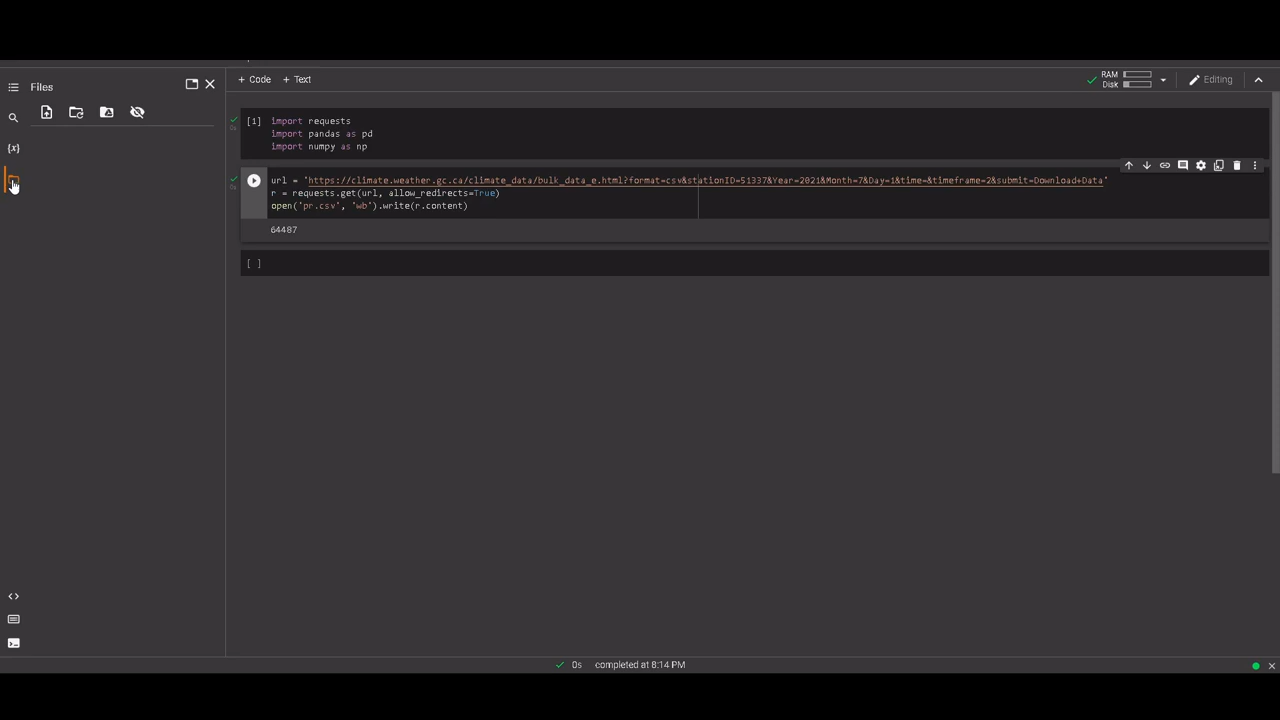 Files
+ Code + Text
RAM
Disk
Editing
{x}
[1] import requests
import pandas as pd
import numpy as np
0s
url = 'https://climate.weather.gc.ca/climate_data/bulk_data_e.html?format=csv&stationID=51337&Year=2021&Month=7&Day=1&time=&timeframe=2&submit=Download+Data'
r = requests.get(url, allow_redirects=True)
0s
open('pr.csv', 'wb').write(r.content)
64487
[ ]
<>
0s completed at 8:14 PM